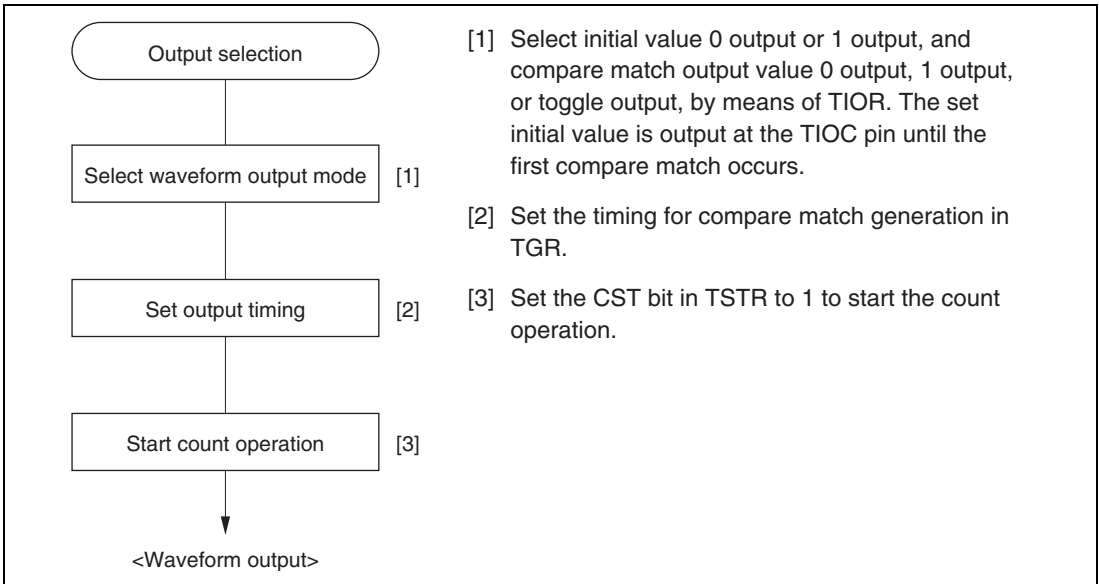 Output selection
Select waveform output mode [1]
Set output timing [2]
Start count operation [3]
<Waveform output>
[1] Select initial value 0 output or 1 output, and
compare match output value 0 output, 1 output,
or toggle output, by means of TIOR. The set
initial value is output at the TIOC pin until the
first compare match occurs.
[2] Set the timing for compare match generation in
TGR.
[3] Set the CST bit in TSTR to 1 to start the count
operation.